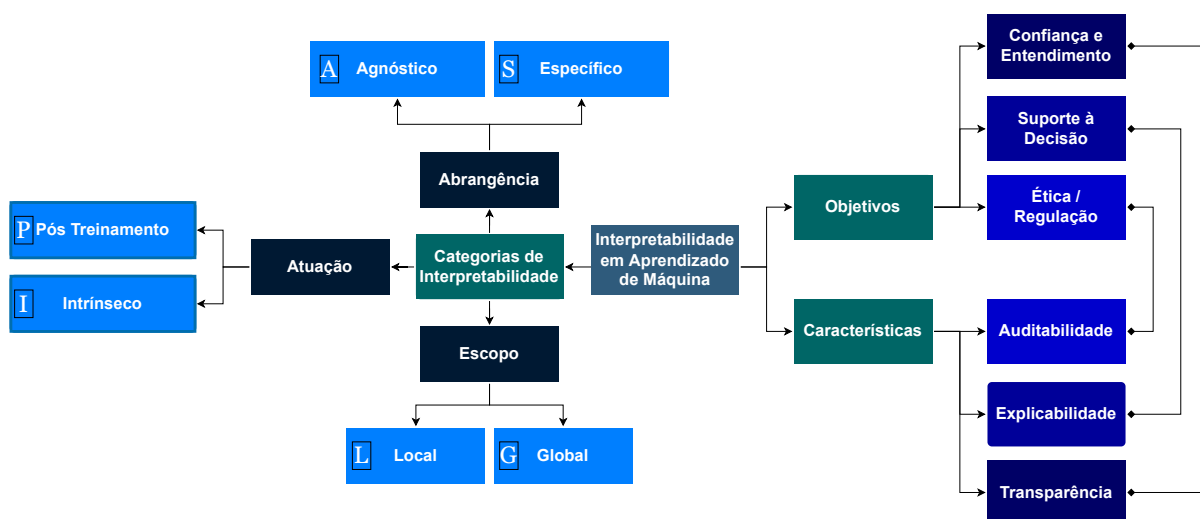 Confiança e
Entendimento
A Agnóstico
S Específico
Suporte à
Decisão
Abrangência
Ética /
Regulação
Objetivos
P Pós Treinamento
Atuação
Categorias de
Interpretabilidade
Interpretabilidade
em Aprendizado
de Máquina
I Intrínseco
Escopo
Características
Auditabilidade
Explicabilidade
L Local
G Global
Transparência